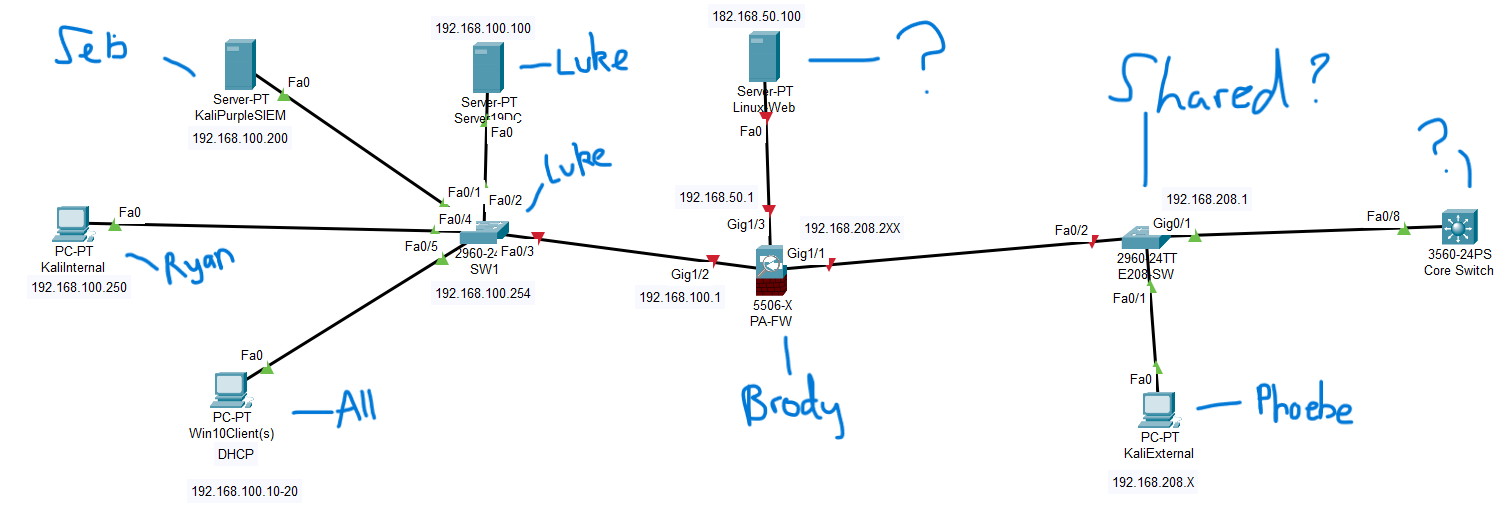 192.168.100.100
182.168.50.100
Seb
Luke
?
Shared?
?
Fa0
Server-PT
KaliPurpleSIEM
192.168.100.200
Server-PT
Server19DC
Fa0
Server-PT
Linux-Web
Fa0
Luke
Fa0/1
Fa0/2
Fa0/4
Fa0/5
Fa0/3
2960-24
SW1
192.168.100.254
Fa0
PC-PT
KaliInternal
192.168.100.250
Ryan
192.168.50.1
Gig1/3
192.168.208.2XX
Gig1/1
Gig1/2
192.168.100.1
5506-X
PA-FW
Brody
192.168.208.1
Fa0/2
Gig0/1
2960-24TT
E208-SW
Fa0/1
Fa0/8
3560-24PS
Core Switch
Fa0
PC-PT
Win10Client(s)
DHCP
192.168.100.10-20
All
Fa0
PC-PT
KaliExternal
192.168.208.X
Phoebe